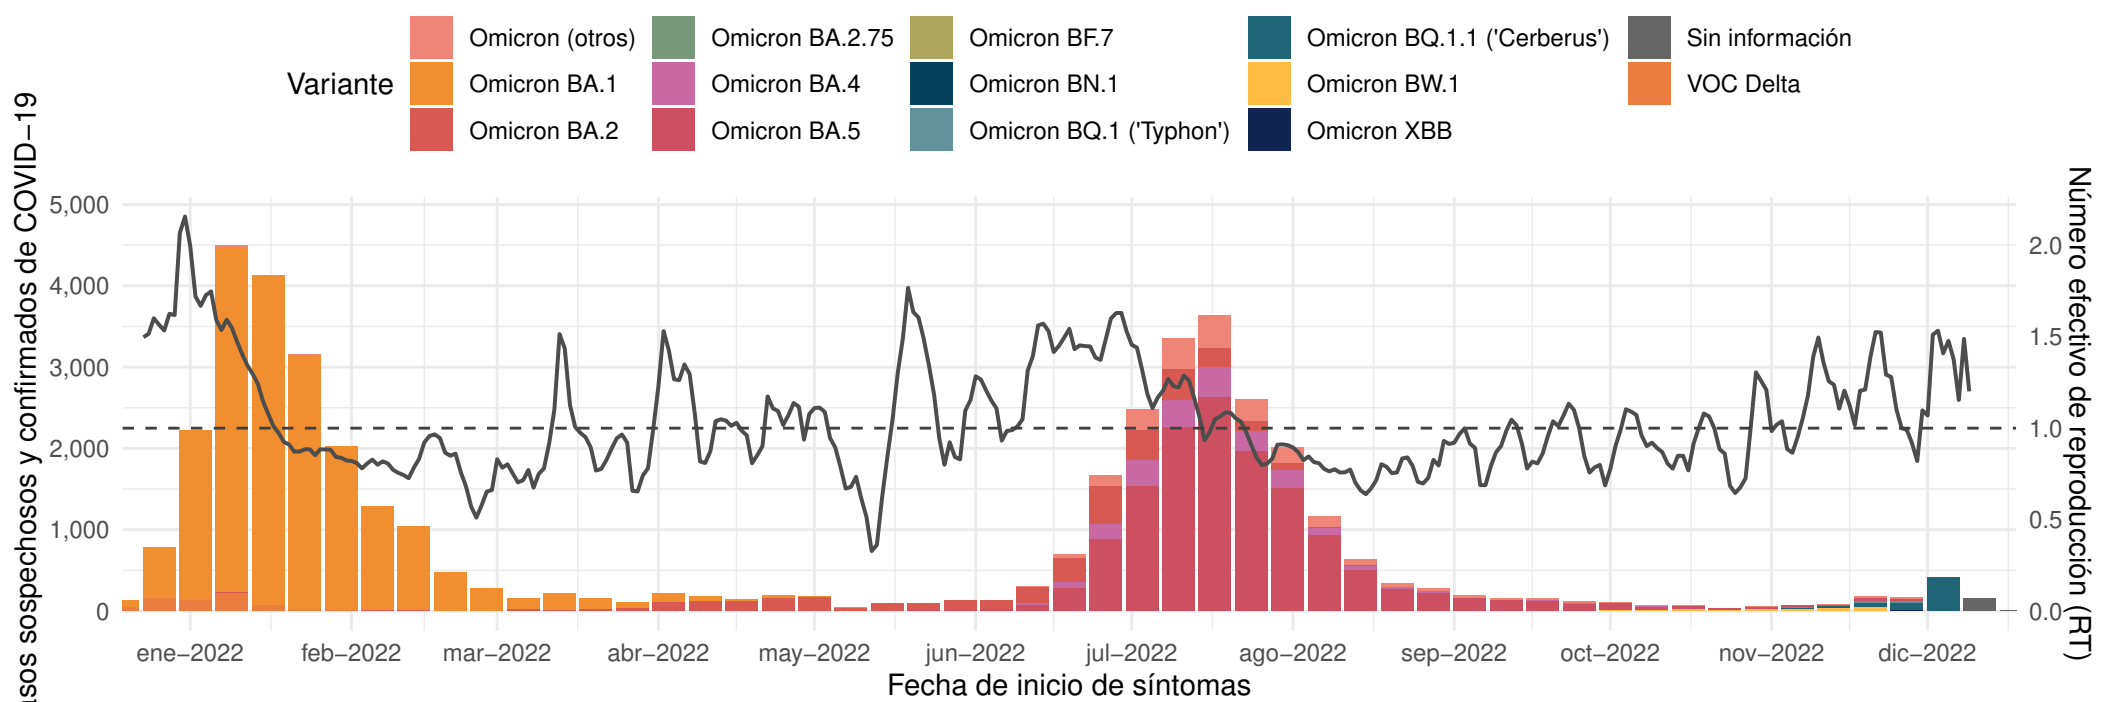 Variante
Omicron (otros)
Omicron BA.1
Omicron BA.2
Omicron BA.2.75
Omicron BA.4
Omicron BA.5
Omicron BF.7
Omicron BN.1
Omicron BQ.1 ('Typhon')
Omicron BQ.1.1 ('Cerberus')
Omicron BW.1
Omicron XBB
Sin información
VOC Delta
sos sospechosos y confirmados de COVID−19
5,000
4,000
3,000
2,000
1,000
0
2.0
1.5
1.0
0.5
0.0
Número efectivo de reproducción (RT)
ene−2022 feb−2022 mar−2022 abr−2022 may−2022 jun−2022 jul−2022 ago−2022 sep−2022 oct−2022 nov−2022 dic−2022
Fecha de inicio de síntomas